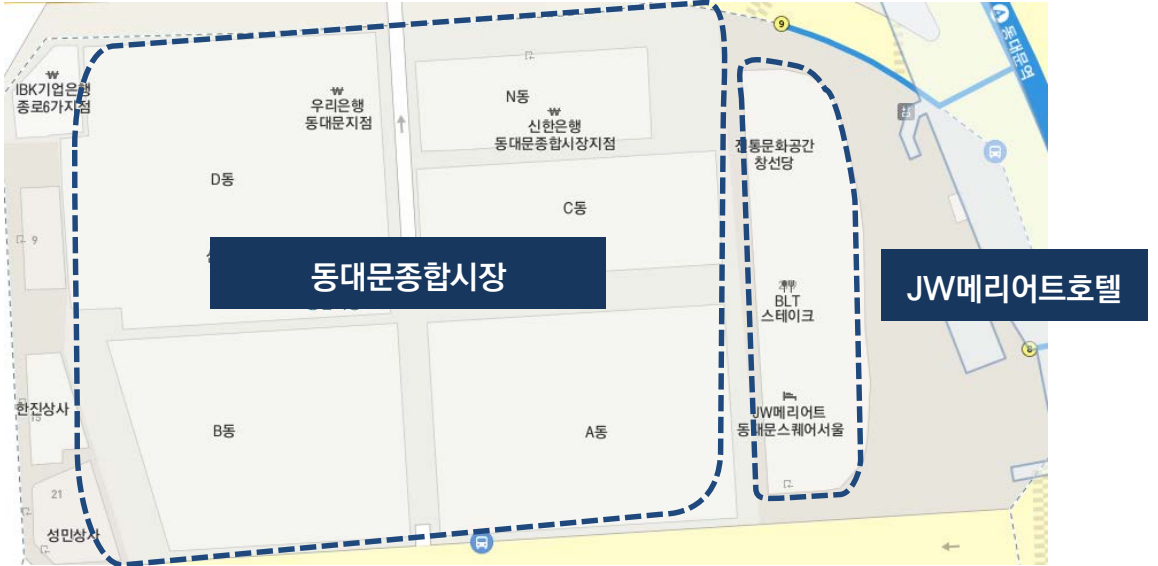 9
A 동대문역
₩
IBK기업은행
종로6가지점
₩
우리은행
동대문지점
N동
₩
신한은행
동대문종합시장지점
전통문화공간
창선당
D동
C동
9
동대문종합시장
JW메리어트호텔
BLT
스테이크
8
한진상사
15
B동
A동
JW메리어트
동대문스퀘어서울
21
성민상사